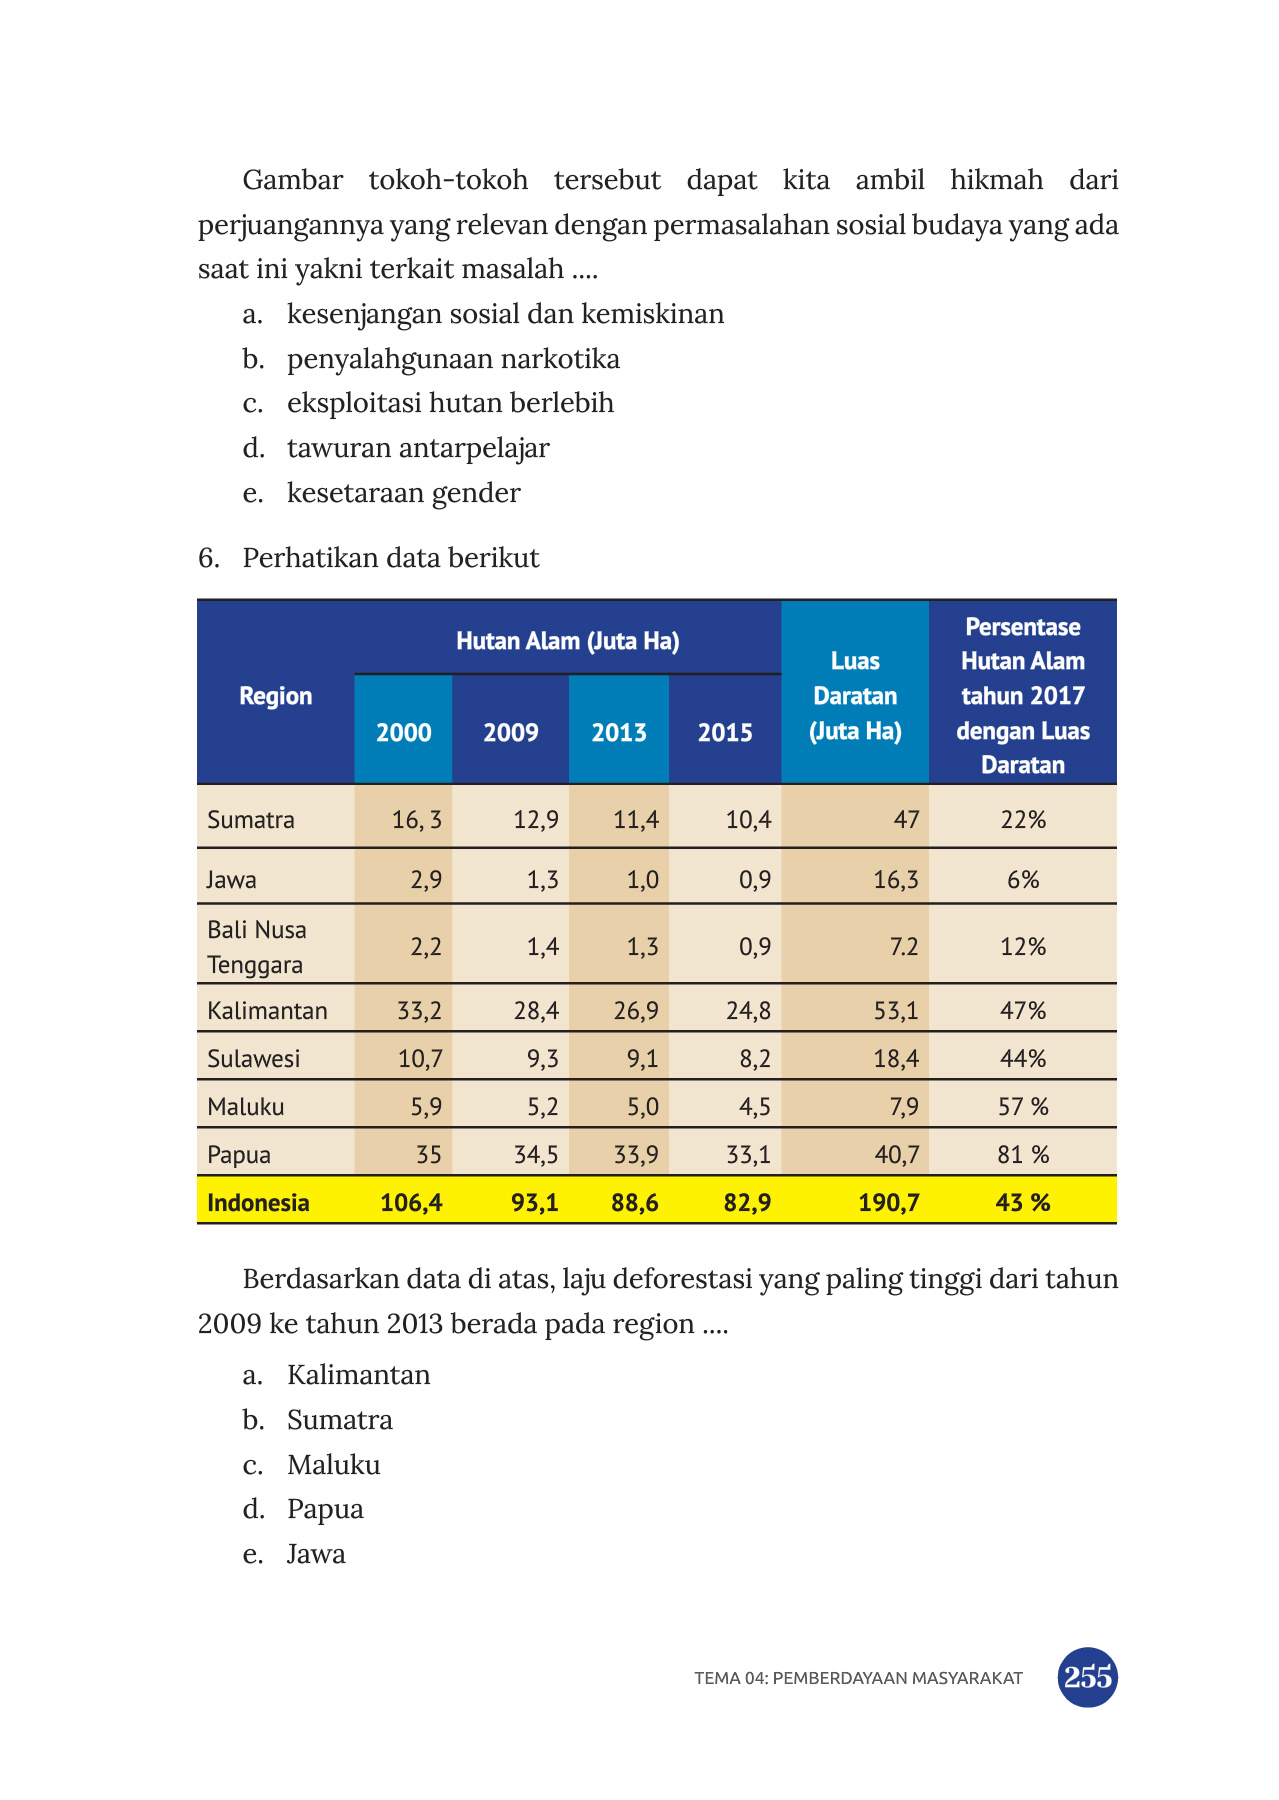 Gambar tokoh-tokoh tersebut dapat kita ambil hikmah dari
perjuangannya yang relevan dengan permasalahan sosial budaya yang ada
saat ini yakni terkait masalah ....
a. kesenjangan sosial dan kemiskinan
b. penyalahgunaan narkotika
c. eksploitasi hutan berlebih
d. tawuran antarpelajar
e. kesetaraan gender
6. Perhatikan data berikut
Region
Hutan Alam (Juta Ha)
2000 2009 2013 2015
Luas
Daratan
(Juta Ha)
Persentase
Hutan Alam
tahun 2017
dengan Luas
Daratan
Sumatra 16, 3 12,9 11,4 10,4 47 22%
Jawa 2,9 1,3 1,0 0,9 16,3 6%
Bali Nusa
Tenggara 2,2 1,4 1,3 0,9 7.2 12%
Kalimantan 33,2 28,4 26,9 24,8 53,1 47%
Sulawesi 10,7 9,3 9,1 8,2 18,4 44%
Maluku 5,9 5,2 5,0 4,5 7,9 57 %
Papua 35 34,5 33,9 33,1 40,7 81 %
Indonesia 106,4 93,1 88,6 82,9 190,7 43 %
Berdasarkan data di atas, laju deforestasi yang paling tinggi dari tahun
2009 ke tahun 2013 berada pada region ....
a. Kalimantan
b. Sumatra
c. Maluku
d. Papua
e. Jawa
TEMA 04: PEMBERDAYAAN MASYARAKAT 255